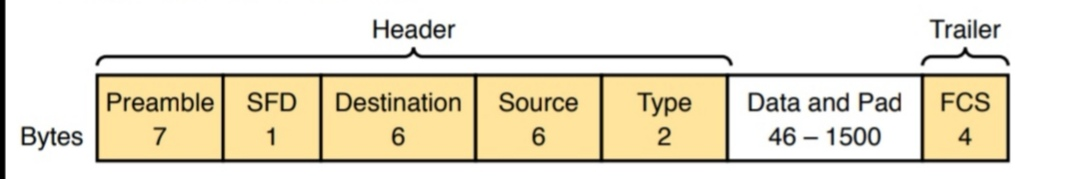 Header Trailer
Preamble SFD Destination Source Type Data and Pad FCS
Bytes 7 1 6 6 2 46 – 1500 4